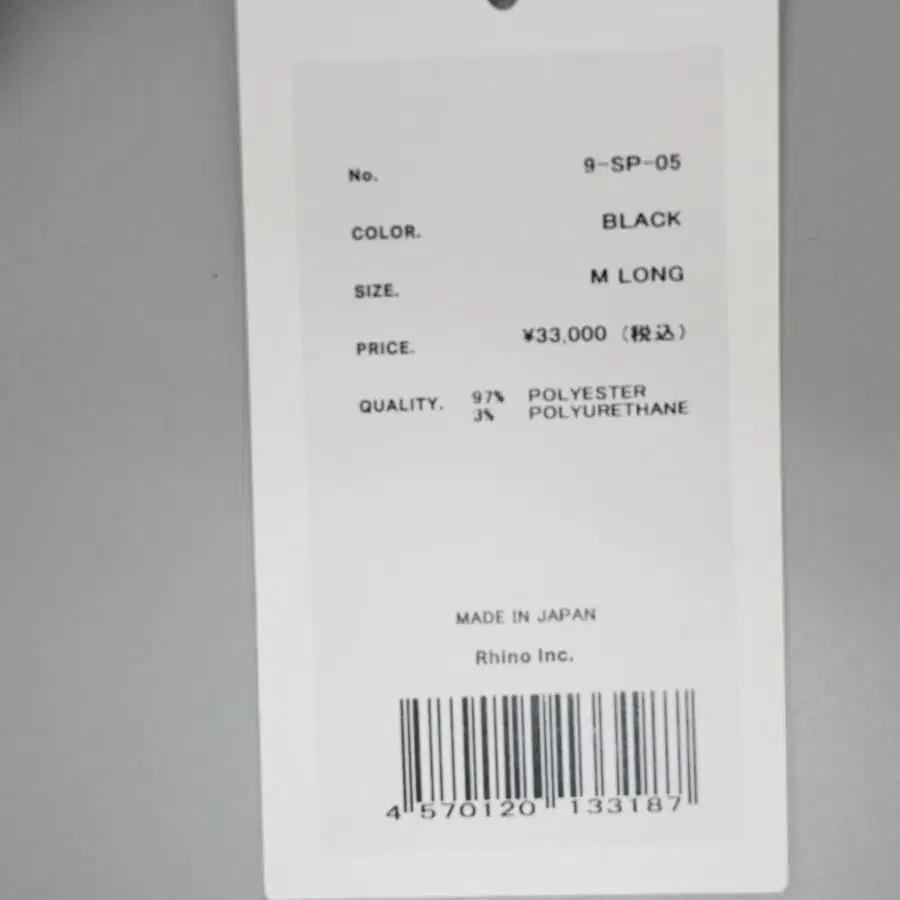 No. 9-SP-05
COLOR. BLACK
SIZE. M LONG
PRICE. ¥33,000（税込）
QUALITY. 97% POLYESTER
3% POLYURETHANE
MADE IN JAPAN
Rhino Inc.
4 570120 133187